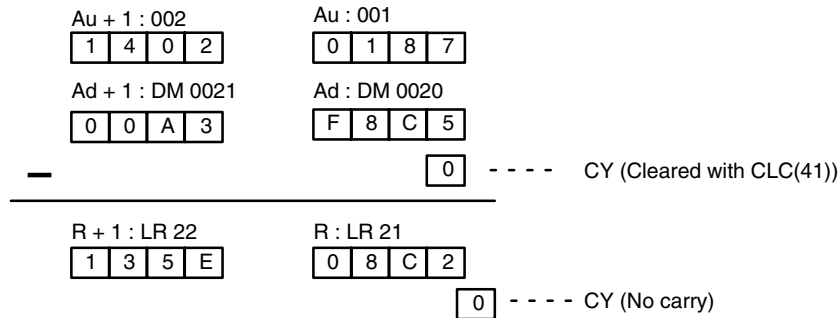 Au + 1 : 002 Au : 001
1 4 0 2 0 1 8 7
Ad + 1 : DM 0021 Ad : DM 0020
0 0 A 3 F 8 C 5
– 0 - - - - CY (Cleared with CLC(41))
R + 1 : LR 22 R : LR 21
1 3 5 E 0 8 C 2
0 - - - - CY (No carry)